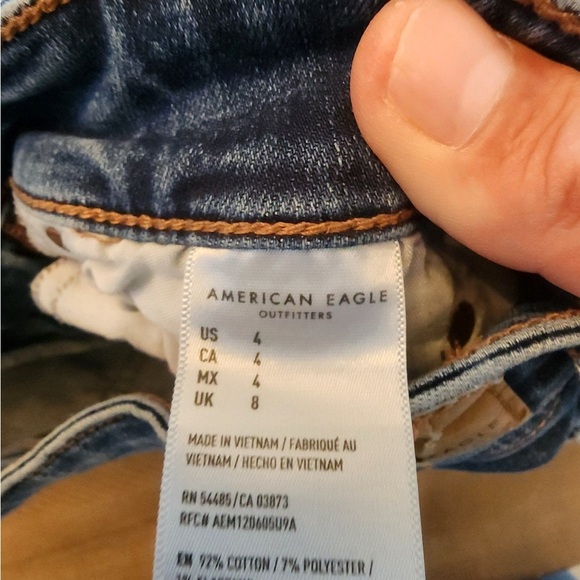 AMERICAN EAGLE
OUTFITTERS
US 4
CA 4
MX 4
UK 8
MADE IN VIETNAM / FABRIQUÉ AU
VIETNAM / HECHO EN VIETNAM
RN 54485/CA 03873
RFC# AEM120605U9A
EN 92% COTTON / 7% POLYESTER /